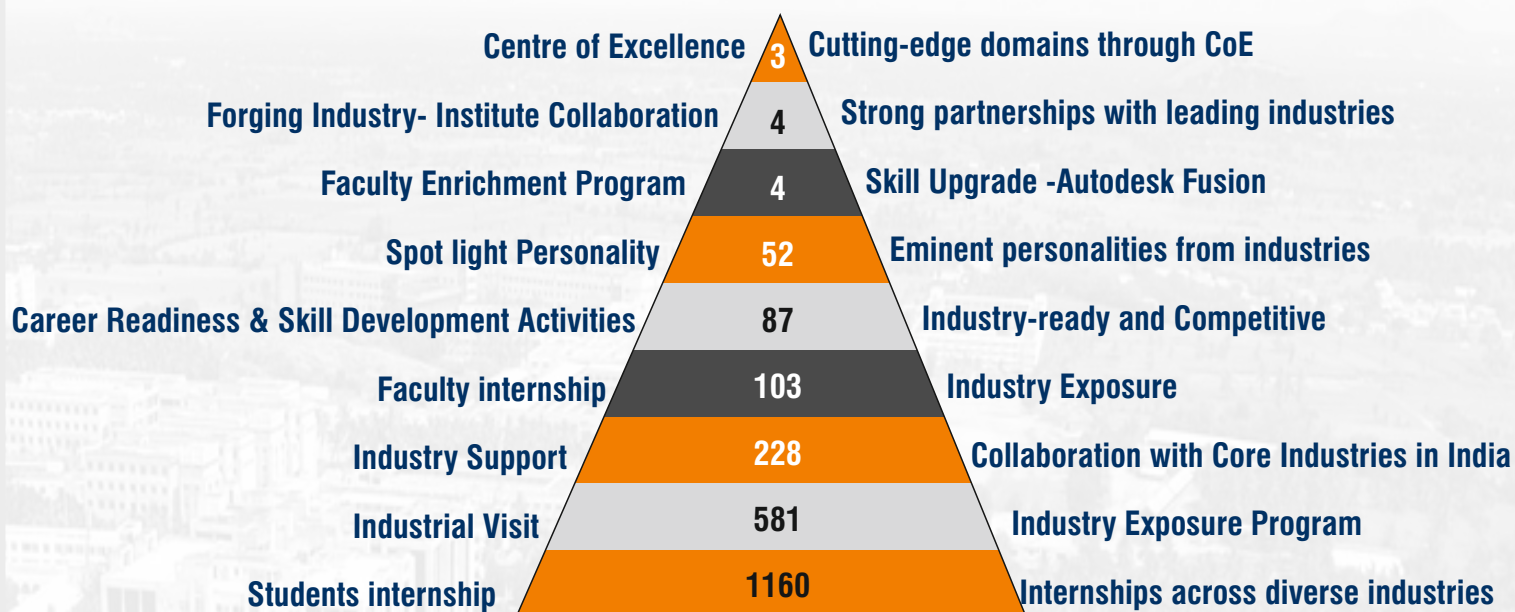 Centre of Excellence 3 Cutting-edge domains through CoE
Forging Industry- Institute Collaboration 4 Strong partnerships with leading industries
Faculty Enrichment Program 4 Skill Upgrade -Autodesk Fusion
Spot light Personality 52 Eminent personalities from industries
Career Readiness & Skill Development Activities 87 Industry-ready and Competitive
Faculty internship 103 Industry Exposure
Industry Support 228 Collaboration with Core Industries in India
Industrial Visit 581 Industry Exposure Program
Students internship 1160 Internships across diverse industries